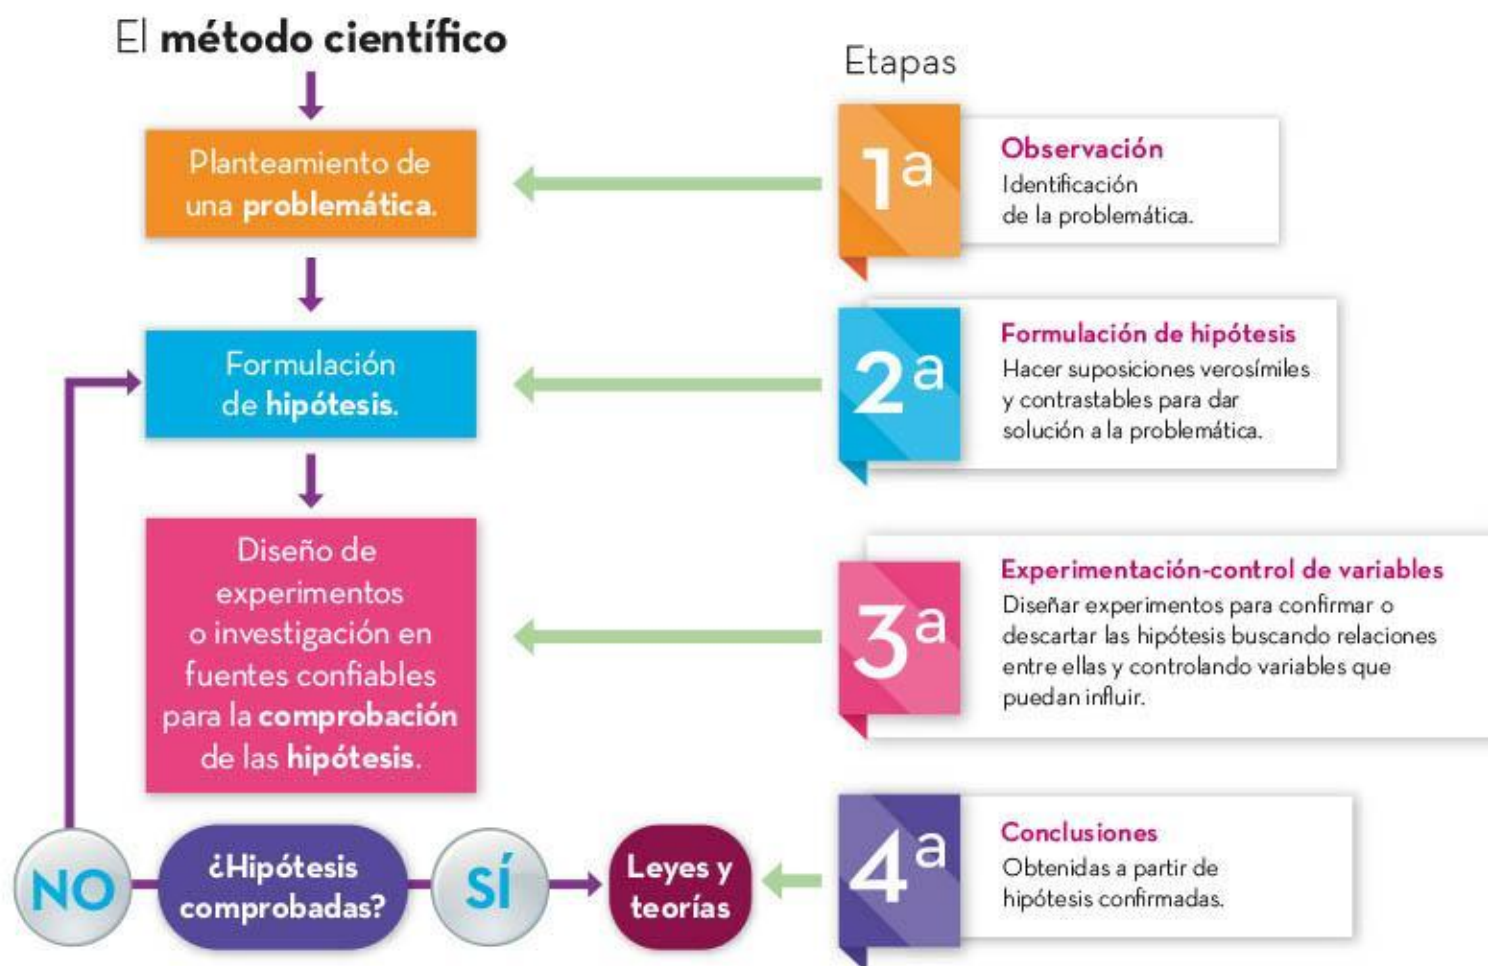 El método científico
Etapas
Planteamiento de
una problemática.
1ª
Observación
Identificación
de la problemática.
Formulación
de hipótesis.
2ª
Formulación de hipótesis
Hacer suposiciones verosímiles
y contrastables para dar
solución a la problemática.
Diseño de
experimentos
o investigación en
fuentes confiables
para la comprobación
de las hipótesis.
3ª
Experimentación-control de variables
Diseñar experimentos para confirmar o
descartar las hipótesis buscando relaciones
entre ellas y controlando variables que
puedan influir.
NO
¿Hipótesis
comprobadas?
SÍ
Leyes y
teorías
4ª
Conclusiones
Obtenidas a partir de
hipótesis confirmadas.